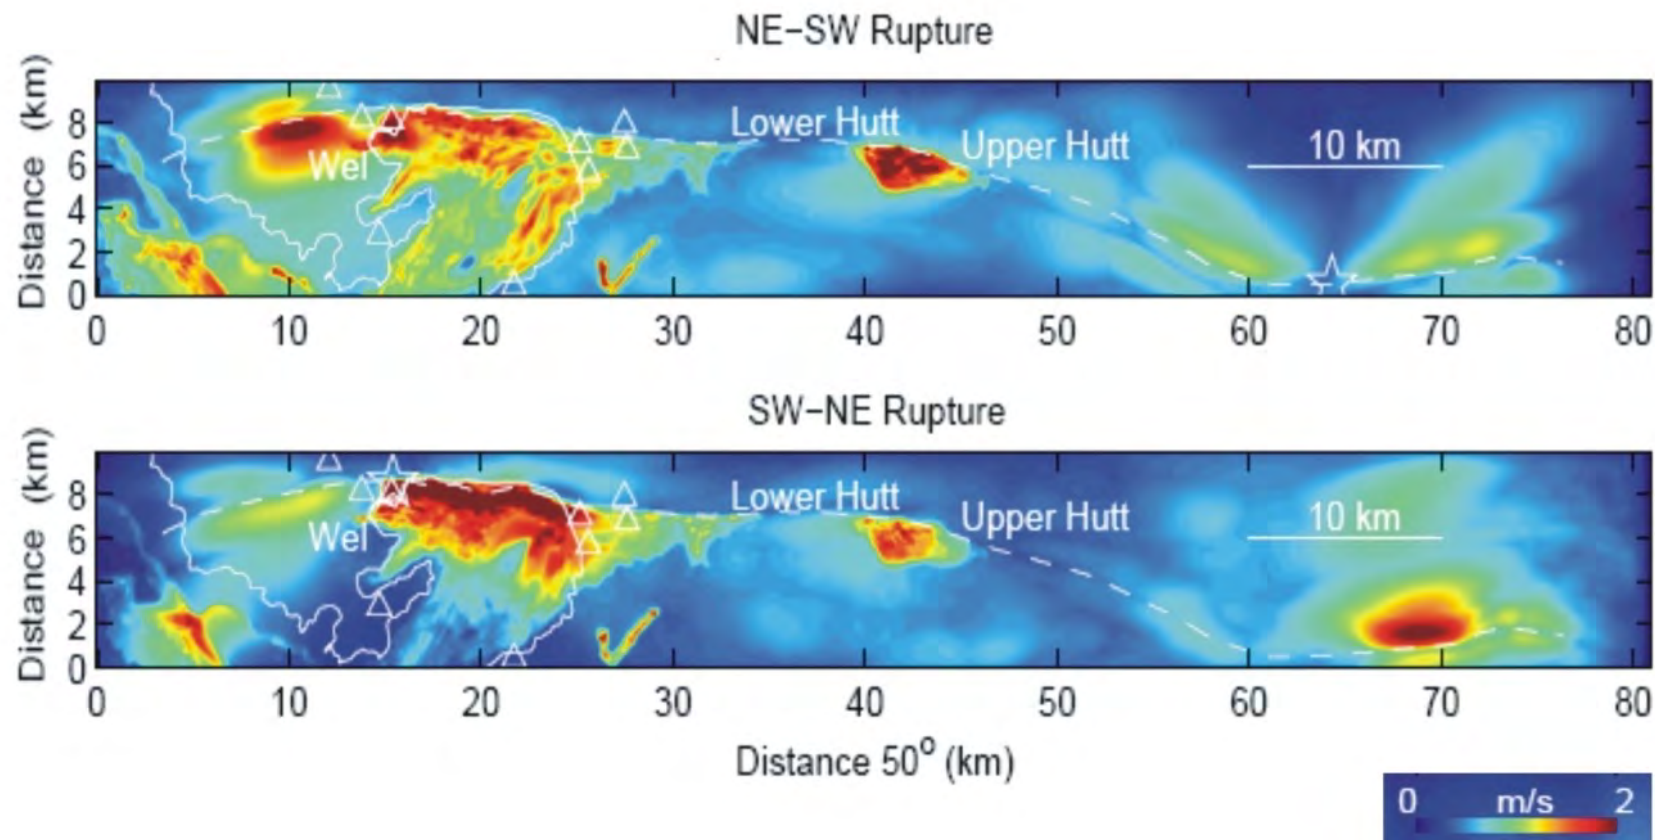 NE−SW Rupture
Distance (km)
8
6
4
2
0
Wel
Lower Hutt
Upper Hutt
10 km
0 10 20 30 40 50 60 70 80
SW−NE Rupture
Distance (km)
8
6
4
2
0
Wel
Lower Hutt
Upper Hutt
10 km
0 10 20 30 40 50 60 70 80
Distance 50o (km)
0 m/s 2